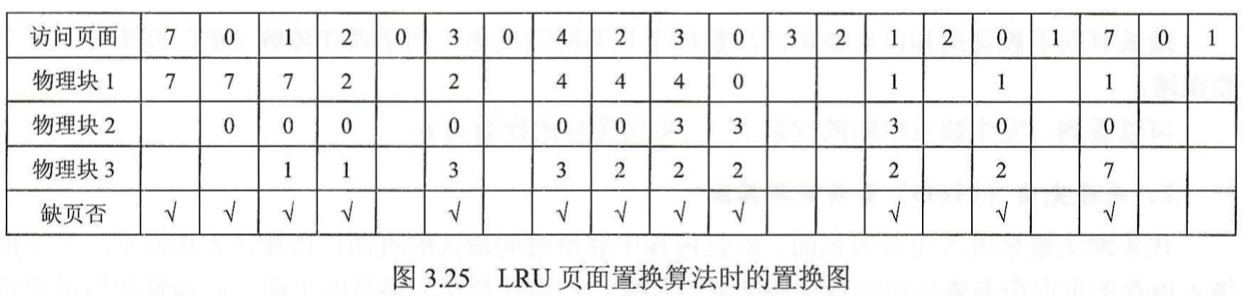 访问页面 7 0 1 2 0 3 0 4 2 3 0 3 2 1 2 0 1 7 0 1
物理块 1 7 7 7 2 2 4 4 4 0 1 1 1
物理块 2 0 0 0 0 0 0 3 3 3 0 0
物理块 3 1 1 3 3 2 2 2 2 2 7
缺页否 √ √ √ √ √ √ √ √ √ √ √ √
图 3.25 LRU 页面置换算法时的置换图